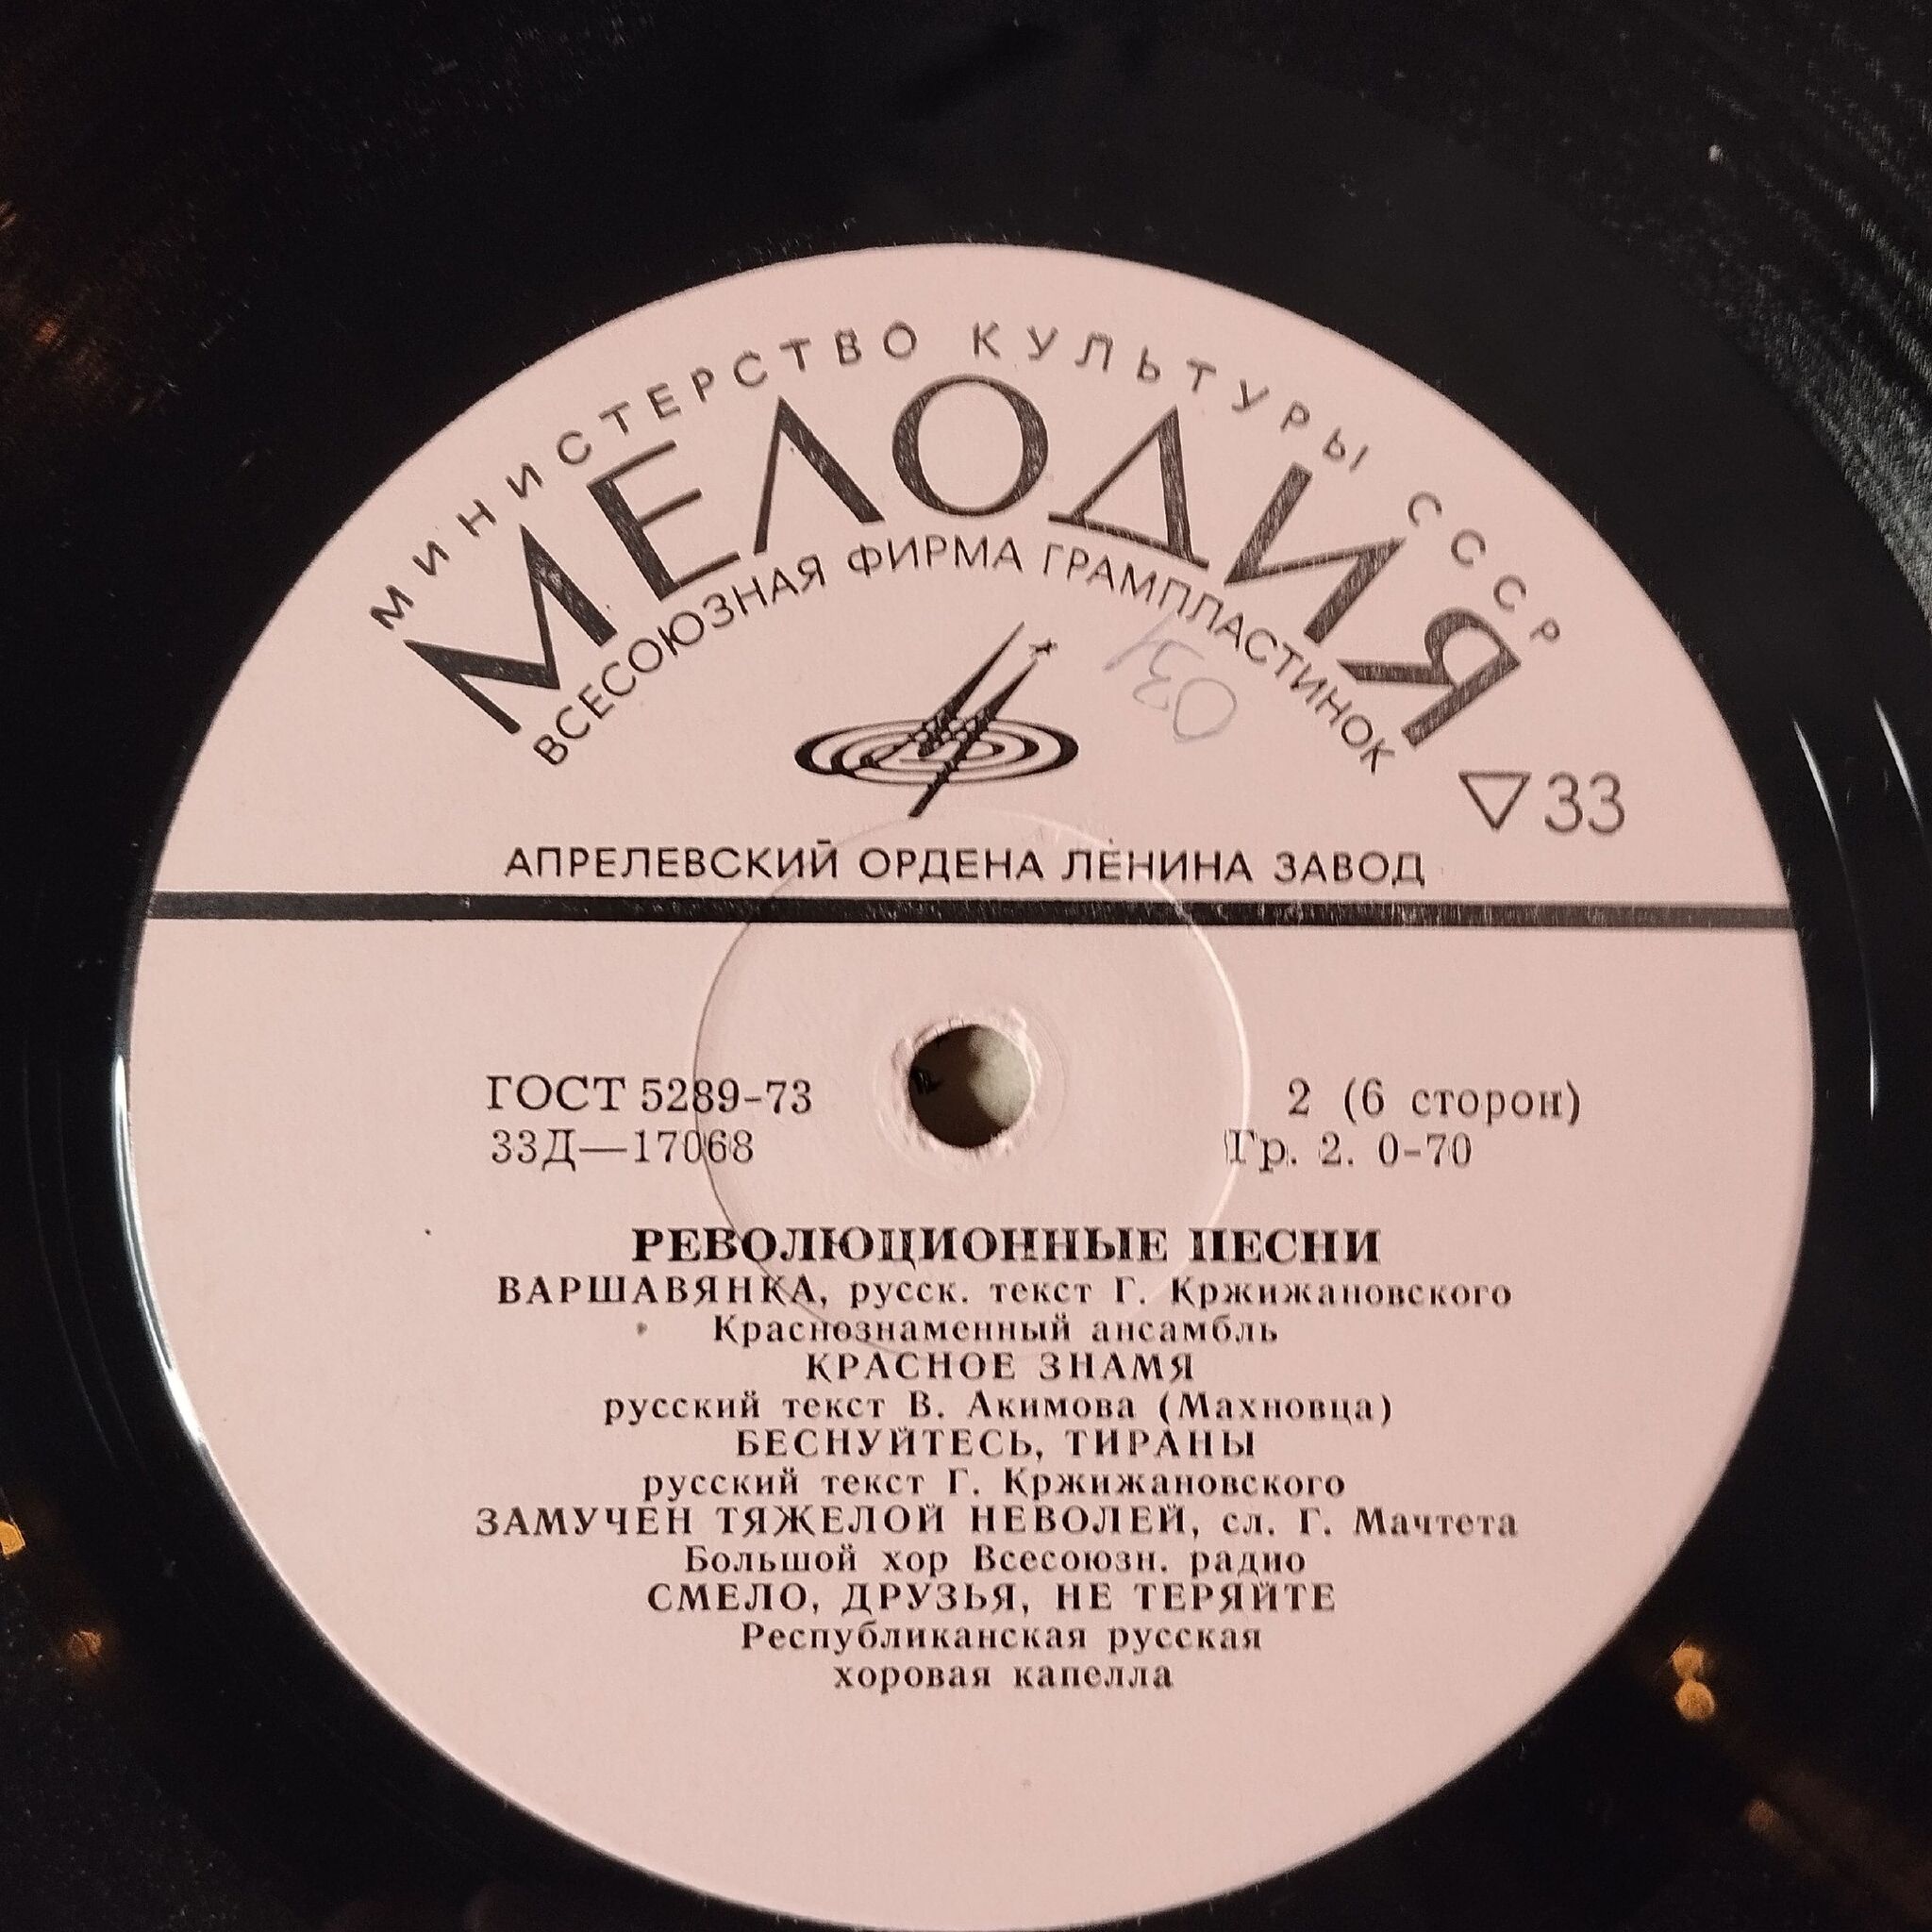 МИНИСТЕРСТВО КУЛЬТУРЫ СССР
МЕЛОДИЯ
ВСЕСОЮЗНАЯ ФИРМА ГРАМПЛАСТИНОК
▽33
АПРЕЛЕВСКИЙ ОРДЕНА ЛЕНИНА ЗАВОД
ГОСТ 5289-73 2 (6 сторон)
33Д—17068 Гр. 2. 0-70
РЕВОЛЮЦИОННЫЕ ПЕСНИ
ВАРШАВЯНКА, русск. текст Г. Кржижановского
Краснознаменный ансамбль
КРАСНОЕ ЗНАМЯ
русский текст В. Акимова (Махновца)
БЕСНУЙТЕСЬ, ТИРАНЫ
русский текст Г. Кржижановского
ЗАМУЧЕН ТЯЖЕЛОЙ НЕВОЛЕЙ, сл. Г. Мачтета
Большой хор Всесоюзн. радио
СМЕЛО, ДРУЗЬЯ, НЕ ТЕРЯЙТЕ
Республиканская русская
хоровая капелла